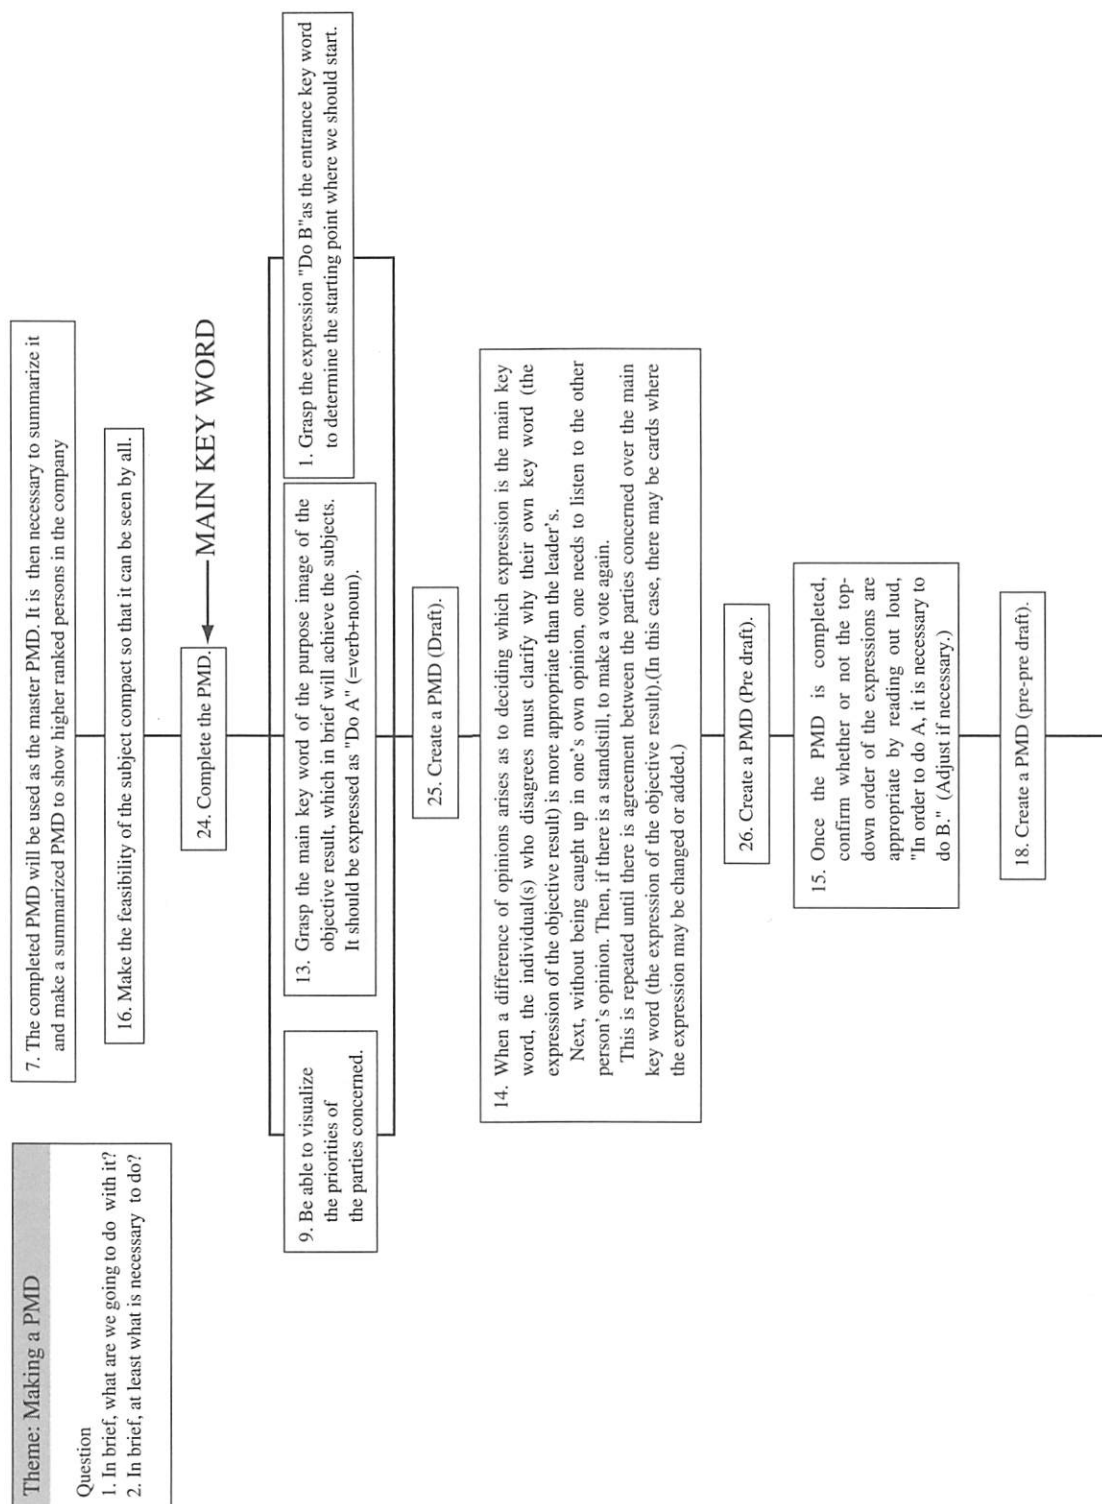 Theme: Making a PMD
Question
1. In brief, what are we going to do with it?
2. In brief, at least what is necessary to do?
7. The completed PMD will be used as the master PMD. It is then necessary to summarize it
and make a summarized PMD to show higher ranked persons in the company
16. Make the feasibility of the subject compact so that it can be seen by all.
24. Complete the PMD.
MAIN KEY WORD
9. Be able to visualize
the priorities of
the parties concerned.
13. Grasp the main key word of the purpose image of the
objective result, which in brief will achieve the subjects.
It should be expressed as "Do A" (=verb+noun).
1. Grasp the expression "Do B"as the entrance key word
to determine the starting point where we should start.
25. Create a PMD (Draft).
14. When a difference of opinions arises as to deciding which expression is the main key
word, the individual(s) who disagrees must clarify why their own key word (the
expression of the objective result) is more appropriate than the leader's.
Next, without being caught up in one's own opinion, one needs to listen to the other
person's opinion. Then, if there is a standstill, to make a vote again.
This is repeated until there is agreement between the parties concerned over the main
key word (the expression of the objective result).(In this case, there may be cards where
the expression may be changed or added.)
26. Create a PMD (Pre draft).
15. Once the PMD is completed,
confirm whether or not the top-
down order of the expressions are
appropriate by reading out loud,
"In order to do A, it is necessary to
do B." (Adjust if necessary.)
18. Create a PMD (pre-pre draft).